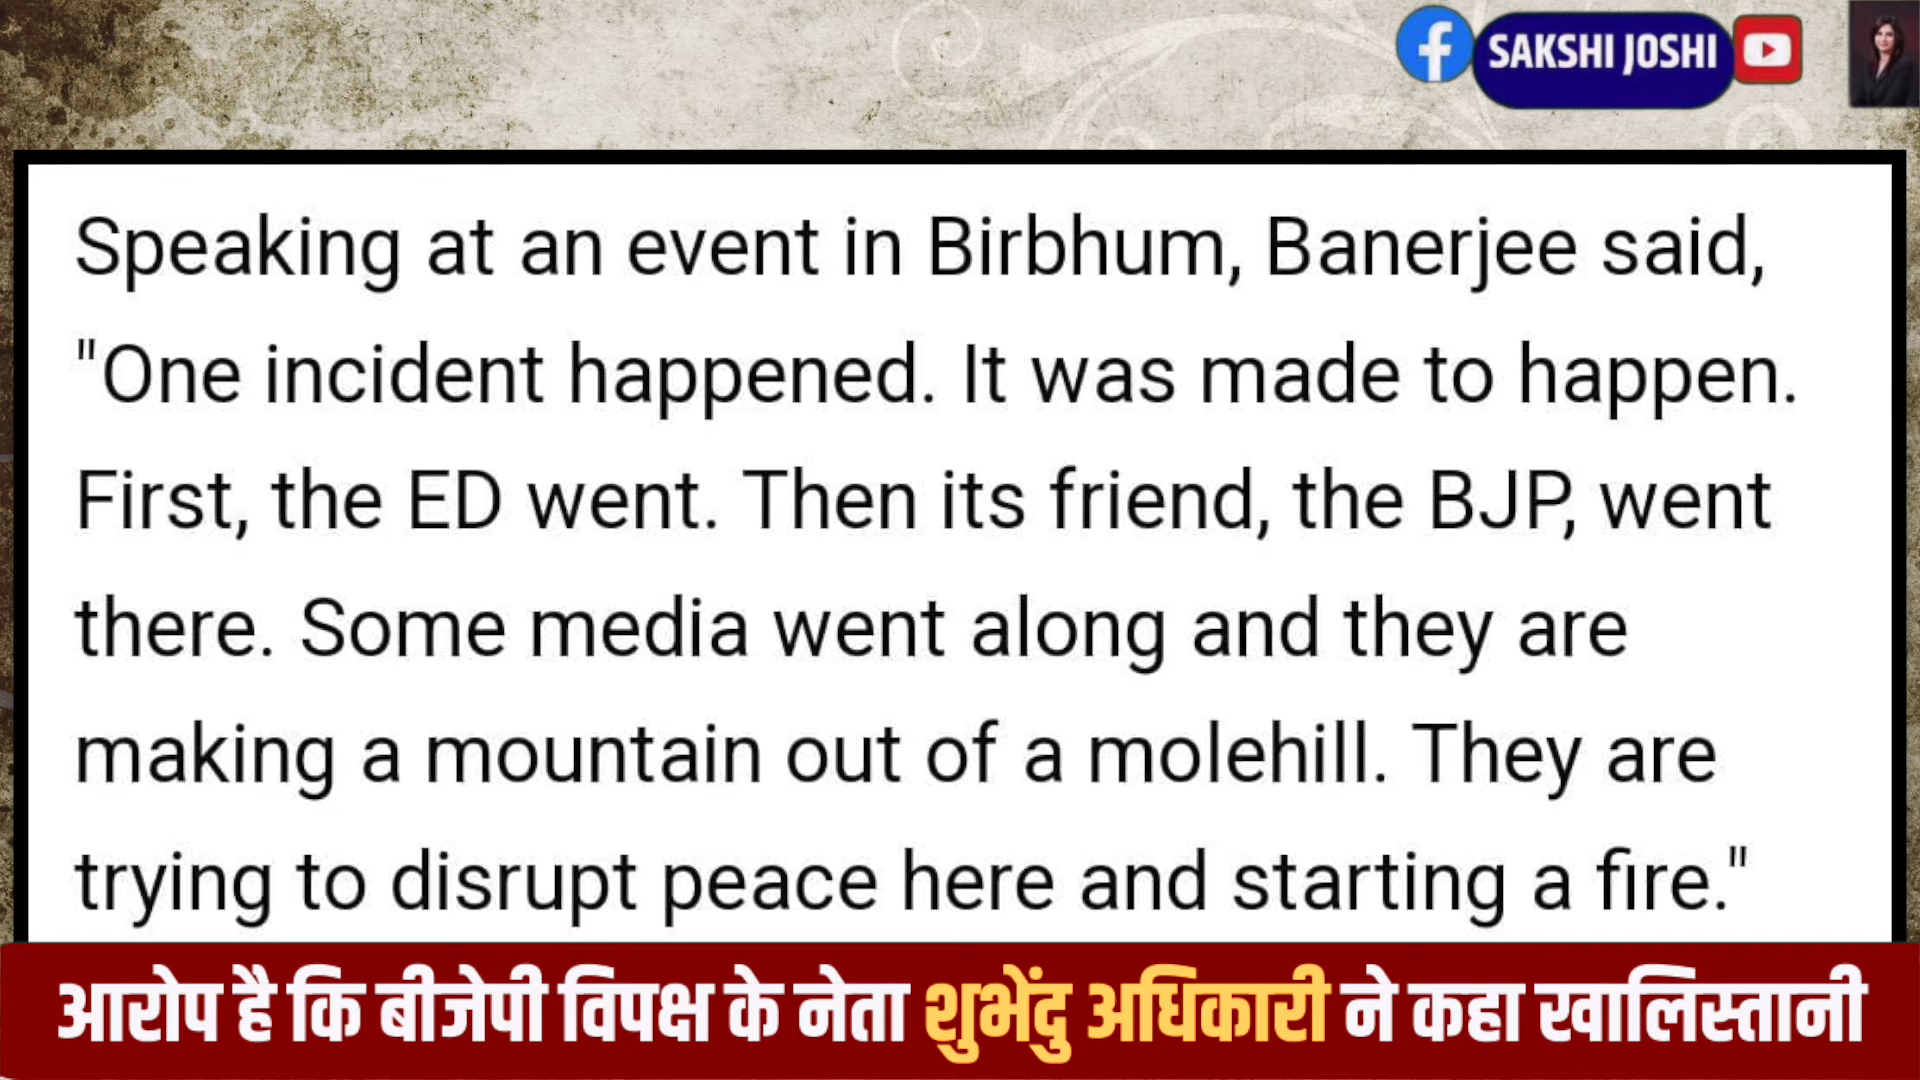 SAKSHI JOSHI
Speaking at an event in Birbhum, Banerjee said,
"One incident happened. It was made to happen.
First, the ED went. Then its friend, the BJP, went
there. Some media went along and they are
making a mountain out of a molehill. They are
trying to disrupt peace here and starting a fire."
आरोप है कि बीजेपी विपक्ष के नेता शुभेंदु अधिकारी ने कहा खालिस्तानी